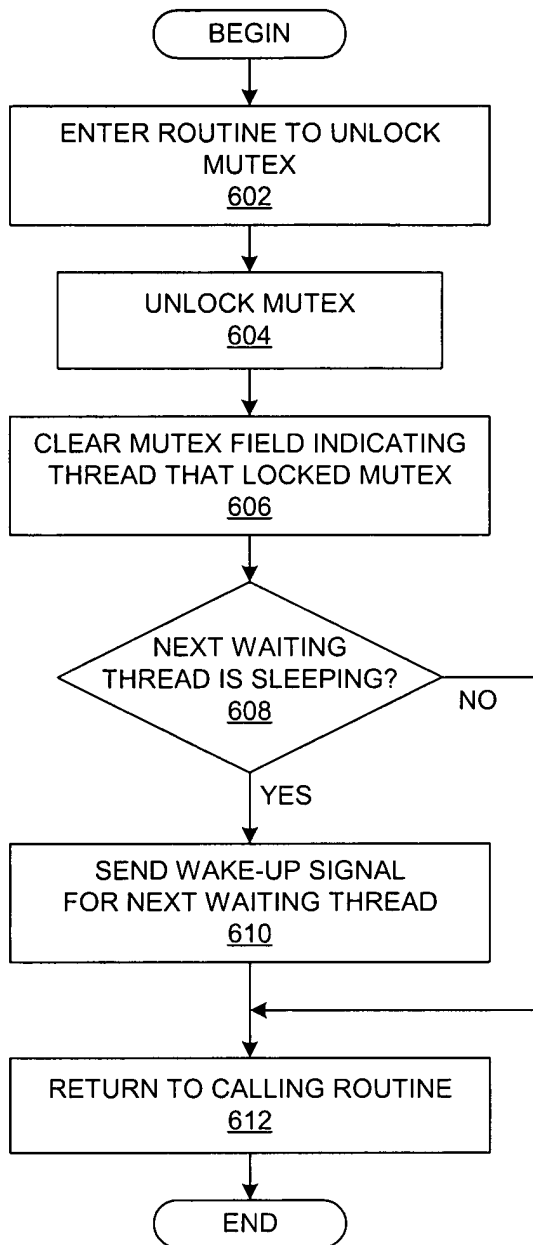 BEGIN
ENTER ROUTINE TO UNLOCK
MUTEX
602
UNLOCK MUTEX
604
CLEAR MUTEX FIELD INDICATING
THREAD THAT LOCKED MUTEX
606
NEXT WAITING
THREAD IS SLEEPING?
608
NO
YES
SEND WAKE-UP SIGNAL
FOR NEXT WAITING THREAD
610
RETURN TO CALLING ROUTINE
612
END